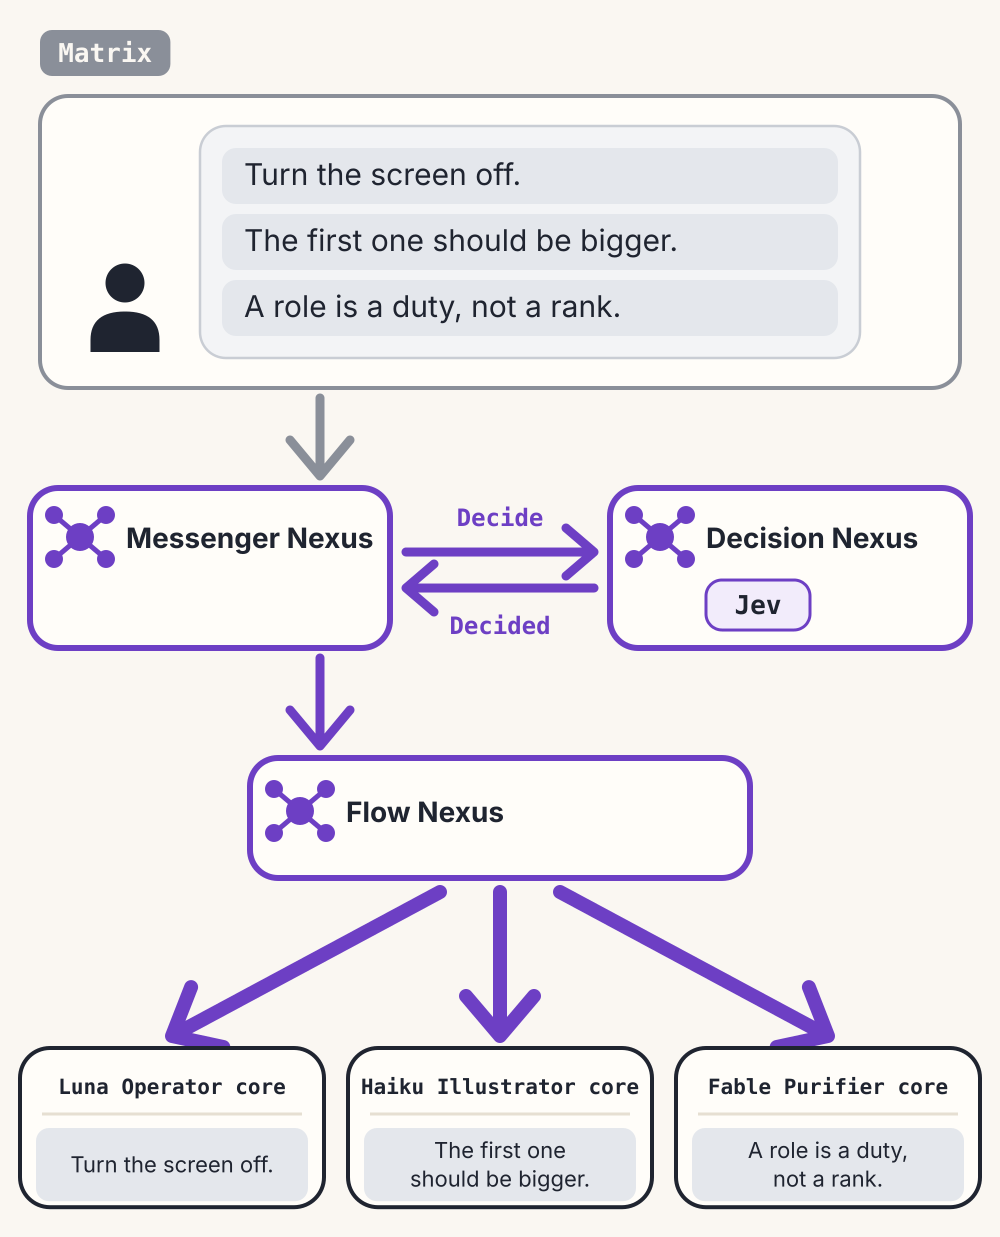 Matrix
Turn the screen off.
The first one should be bigger.
A role is a duty, not a rank.
Messenger Nexus
Decide
Decided
Decision Nexus
Jev
Flow Nexus
Luna Operator core
Turn the screen off.
Haiku Illustrator core
The first one
should be bigger.
Fable Purifier core
A role is a duty,
not a rank.